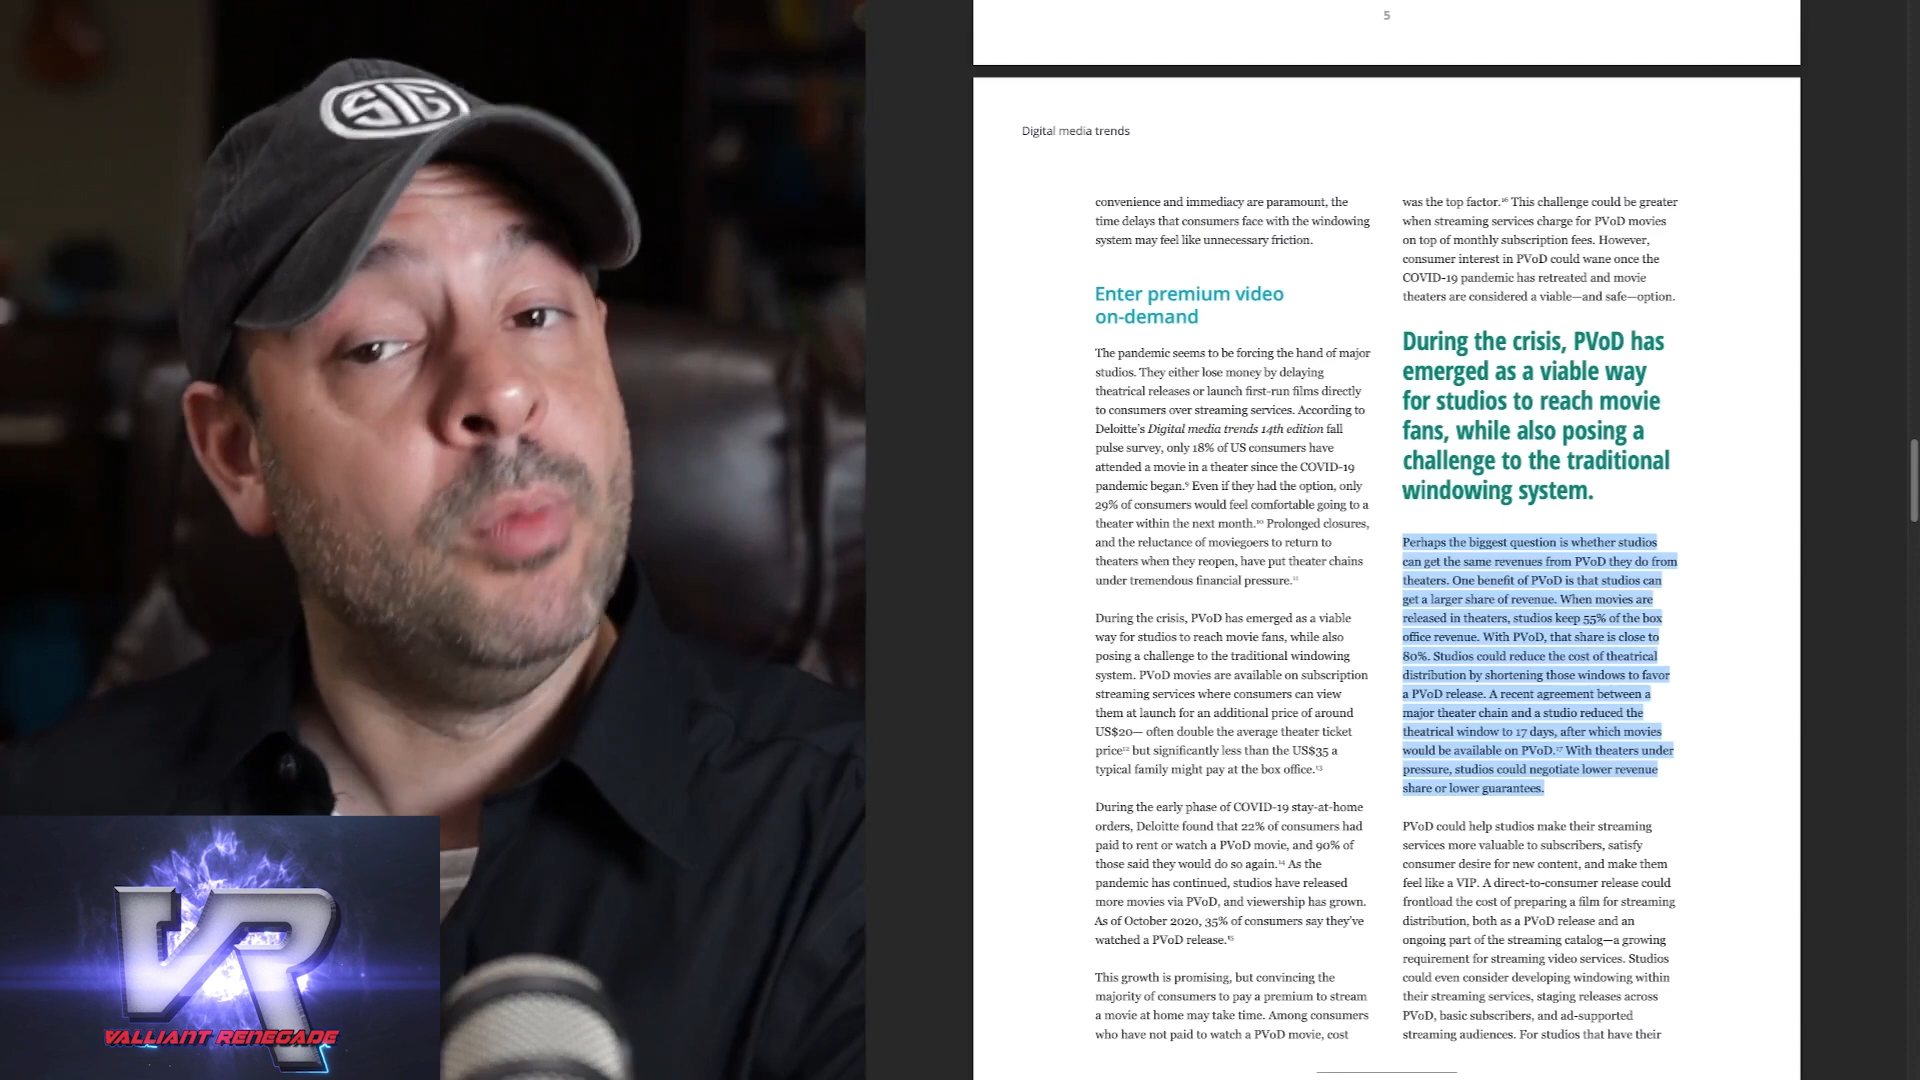 SIG
VR
VALLIANT RENEGADE
5
Digital media trends
convenience and immediacy are paramount, the
time delays that consumers face with the windowing
system may feel like unnecessary friction.
Enter premium video
on-demand
The pandemic seems to be forcing the hand of major
studios. They either lose money by delaying
theatrical releases or launch first-run films directly
to consumers over streaming services. According to
Deloitte's Digital media trends 14th edition fall
pulse survey, only 18% of US consumers have
attended a movie in a theater since the COVID-19
pandemic began.⁹ Even if they had the option, only
29% of consumers would feel comfortable going to a
theater within the next month.¹⁰ Prolonged closures,
and the reluctance of moviegoers to return to
theaters when they reopen, have put theater chains
under tremendous financial pressure.¹¹
During the crisis, PVoD has emerged as a viable
way for studios to reach movie fans, while also
posing a challenge to the traditional windowing
system. PVoD movies are available on subscription
streaming services where consumers can view
them at launch for an additional price of around
US$20— often double the average theater ticket
price¹² but significantly less than the US$35 a
typical family might pay at the box office.¹³
During the early phase of COVID-19 stay-at-home
orders, Deloitte found that 22% of consumers had
paid to rent or watch a PVoD movie, and 90% of
those said they would do so again.¹⁴ As the
pandemic has continued, studios have released
more movies via PVoD, and viewership has grown.
As of October 2020, 35% of consumers say they've
watched a PVoD release.¹⁵
This growth is promising, but convincing the
majority of consumers to pay a premium to stream
a movie at home may take time. Among consumers
who have not paid to watch a PVoD movie, cost
was the top factor.¹⁶ This challenge could be greater
when streaming services charge for PVoD movies
on top of monthly subscription fees. However,
consumer interest in PVoD could wane once the
COVID-19 pandemic has retreated and movie
theaters are considered a viable—and safe—option.
During the crisis, PVoD has
emerged as a viable way
for studios to reach movie
fans, while also posing a
challenge to the traditional
windowing system.
Perhaps the biggest question is whether studios
can get the same revenues from PVoD they do from
theaters. One benefit of PVoD is that studios can
get a larger share of revenue. When movies are
released in theaters, studios keep 55% of the box
office revenue. With PVoD, that share is close to
80%. Studios could reduce the cost of theatrical
distribution by shortening those windows to favor
a PVoD release. A recent agreement between a
major theater chain and a studio reduced the
theatrical window to 17 days, after which movies
would be available on PVoD.¹⁷ With theaters under
pressure, studios could negotiate lower revenue
share or lower guarantees.
PVoD could help studios make their streaming
services more valuable to subscribers, satisfy
consumer desire for new content, and make them
feel like a VIP. A direct-to-consumer release could
frontload the cost of preparing a film for streaming
distribution, both as a PVoD release and an
ongoing part of the streaming catalog—a growing
requirement for streaming video services. Studios
could even consider developing windowing within
their streaming services, staging releases across
PVoD, basic subscribers, and ad-supported
streaming audiences. For studios that have their